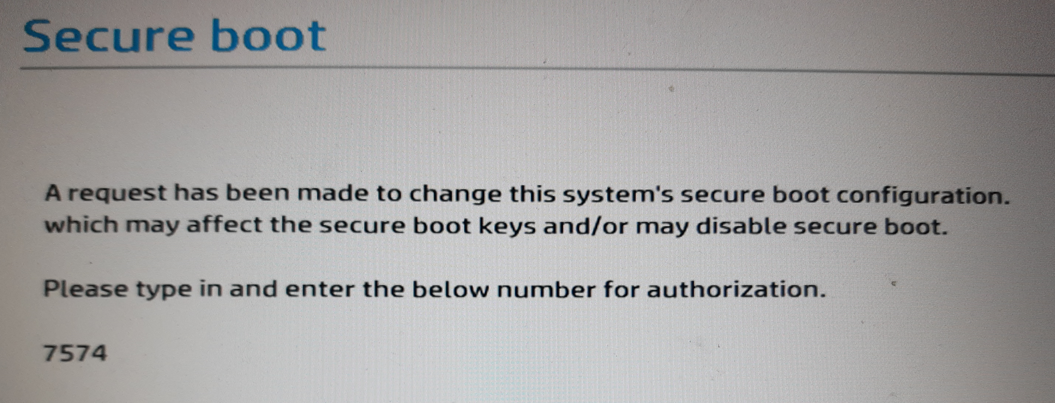 Secure boot
A request has been made to change this system's secure boot configuration.
which may affect the secure boot keys and/or may disable secure boot.
Please type in and enter the below number for authorization.
7574